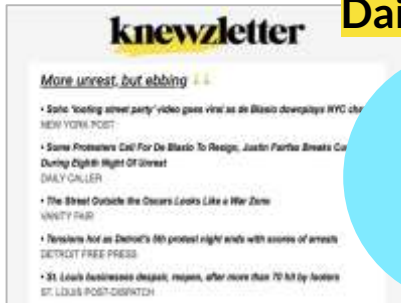 Dai
knewzletter
More unrest, but ebbing ↓↓
• Soho 'looting street party' video goes viral as de Blasio downplays NYC
NEW YORK POST
• Some Protesters Call For De Blasio To Resign, Justin Fairfax Breaks
During Eighth Night Of Unrest
DAILY CALLER
• The Street Outside the Oscars Looks Like a War Zone
VANITY FAIR
• Tensions hot as Detroit's 5th protest night ends with scores of arrests
DETROIT FREE PRESS
• St. Louis businesses despair, reopen, after more than 70 hit by looters
ST. LOUIS POST-DISPATCH